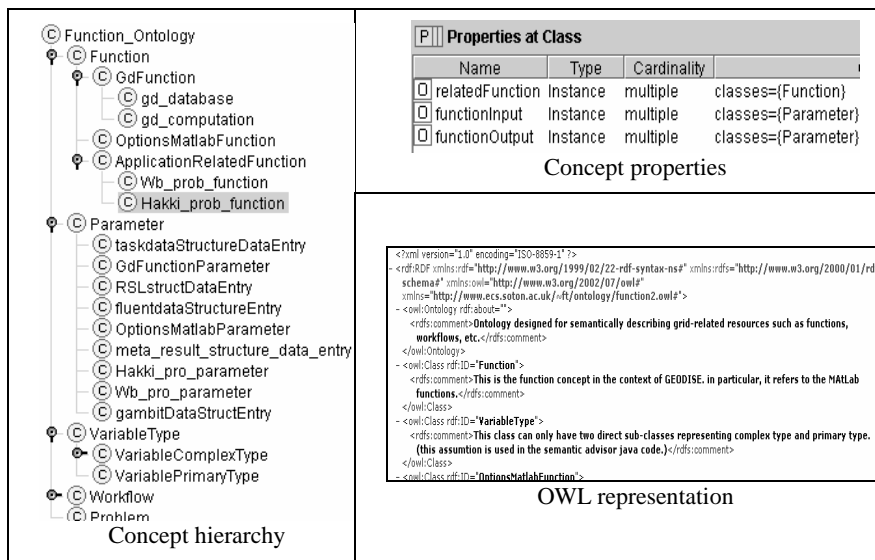 Function_Ontology
Function
GdFunction
gd_database
gd_computation
OptionsMatlabFunction
ApplicationRelatedFunction
Wb_prob_function
Hakki_prob_function
Parameter
taskdataStructureDataEntry
GdFunctionParameter
RSLstructDataEntry
fluentdataStructureEntry
OptionsMatlabParameter
meta_result_structure_data_entry
Hakki_pro_parameter
Wb_pro_parameter
gambitDataStructEntry
VariableType
VariableComplexType
VariablePrimaryType
Workflow
Problem
Concept hierarchy
P Properties at Class
Name Type Cardinality
O relatedFunction Instance multiple classes={Function}
O functionInput Instance multiple classes={Parameter}
O functionOutput Instance multiple classes={Parameter}
Concept properties
<?xml version="1.0" encoding="ISO-8859-1" ?>
- <rdf:RDF xmlns:rdf="http://www.w3.org/1999/02/22-rdf-syntax-ns#" xmlns:rdfs="http://www.w3.org/2000/01/rd
schema#" xmlns:owl="http://www.w3.org/2002/07/owl#"
xmlns="http://www.ecs.soton.ac.uk/~ft/ontology/function2.owl#">
- <owl:Ontology rdf:about="">
<rdfs:comment>Ontology designed for semantically describing grid-related resources such as functions,
workflows, etc.</rdfs:comment>
</owl:Ontology>
- <owl:Class rdf:ID="Function">
<rdfs:comment>This is the function concept in the context of GEODISE. in particular, it refers to the MAtLab
functions.</rdfs:comment>
</owl:Class>
- <owl:Class rdf:ID="VariableType">
<rdfs:comment>This class can only have two direct sub-classes representing complex type and primary type.
(this assumtion is used in the semantic advisor java code.)</rdfs:comment>
</owl:Class>
- <owl:Class rdf:ID="OptionsMatlabFunction">
OWL representation